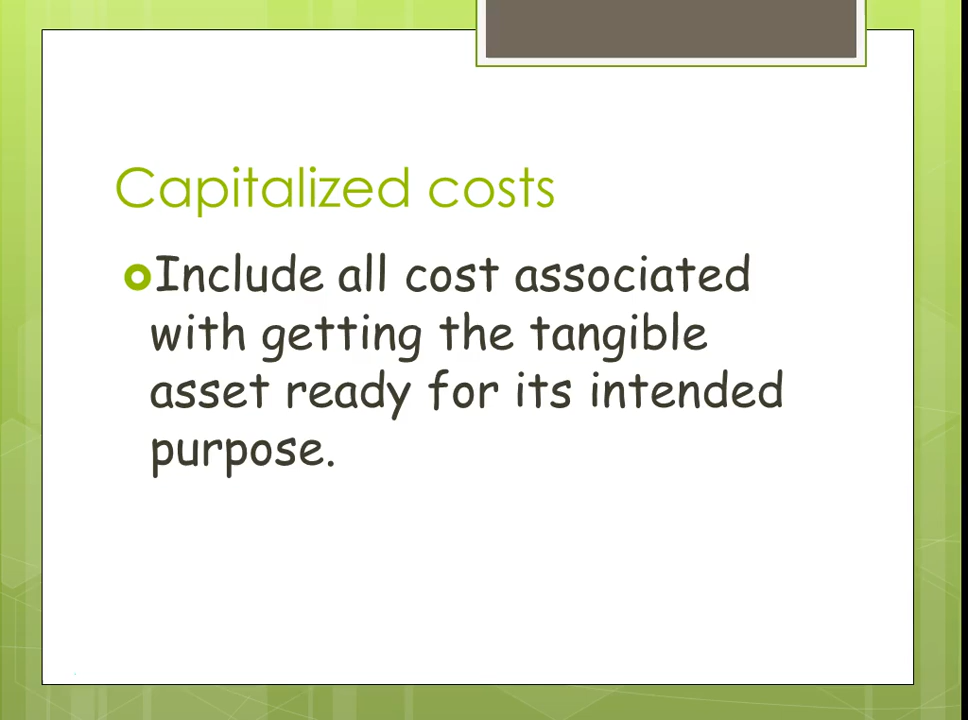 Capitalized costs
Include all cost associated
with getting the tangible
asset ready for its intended
purpose.